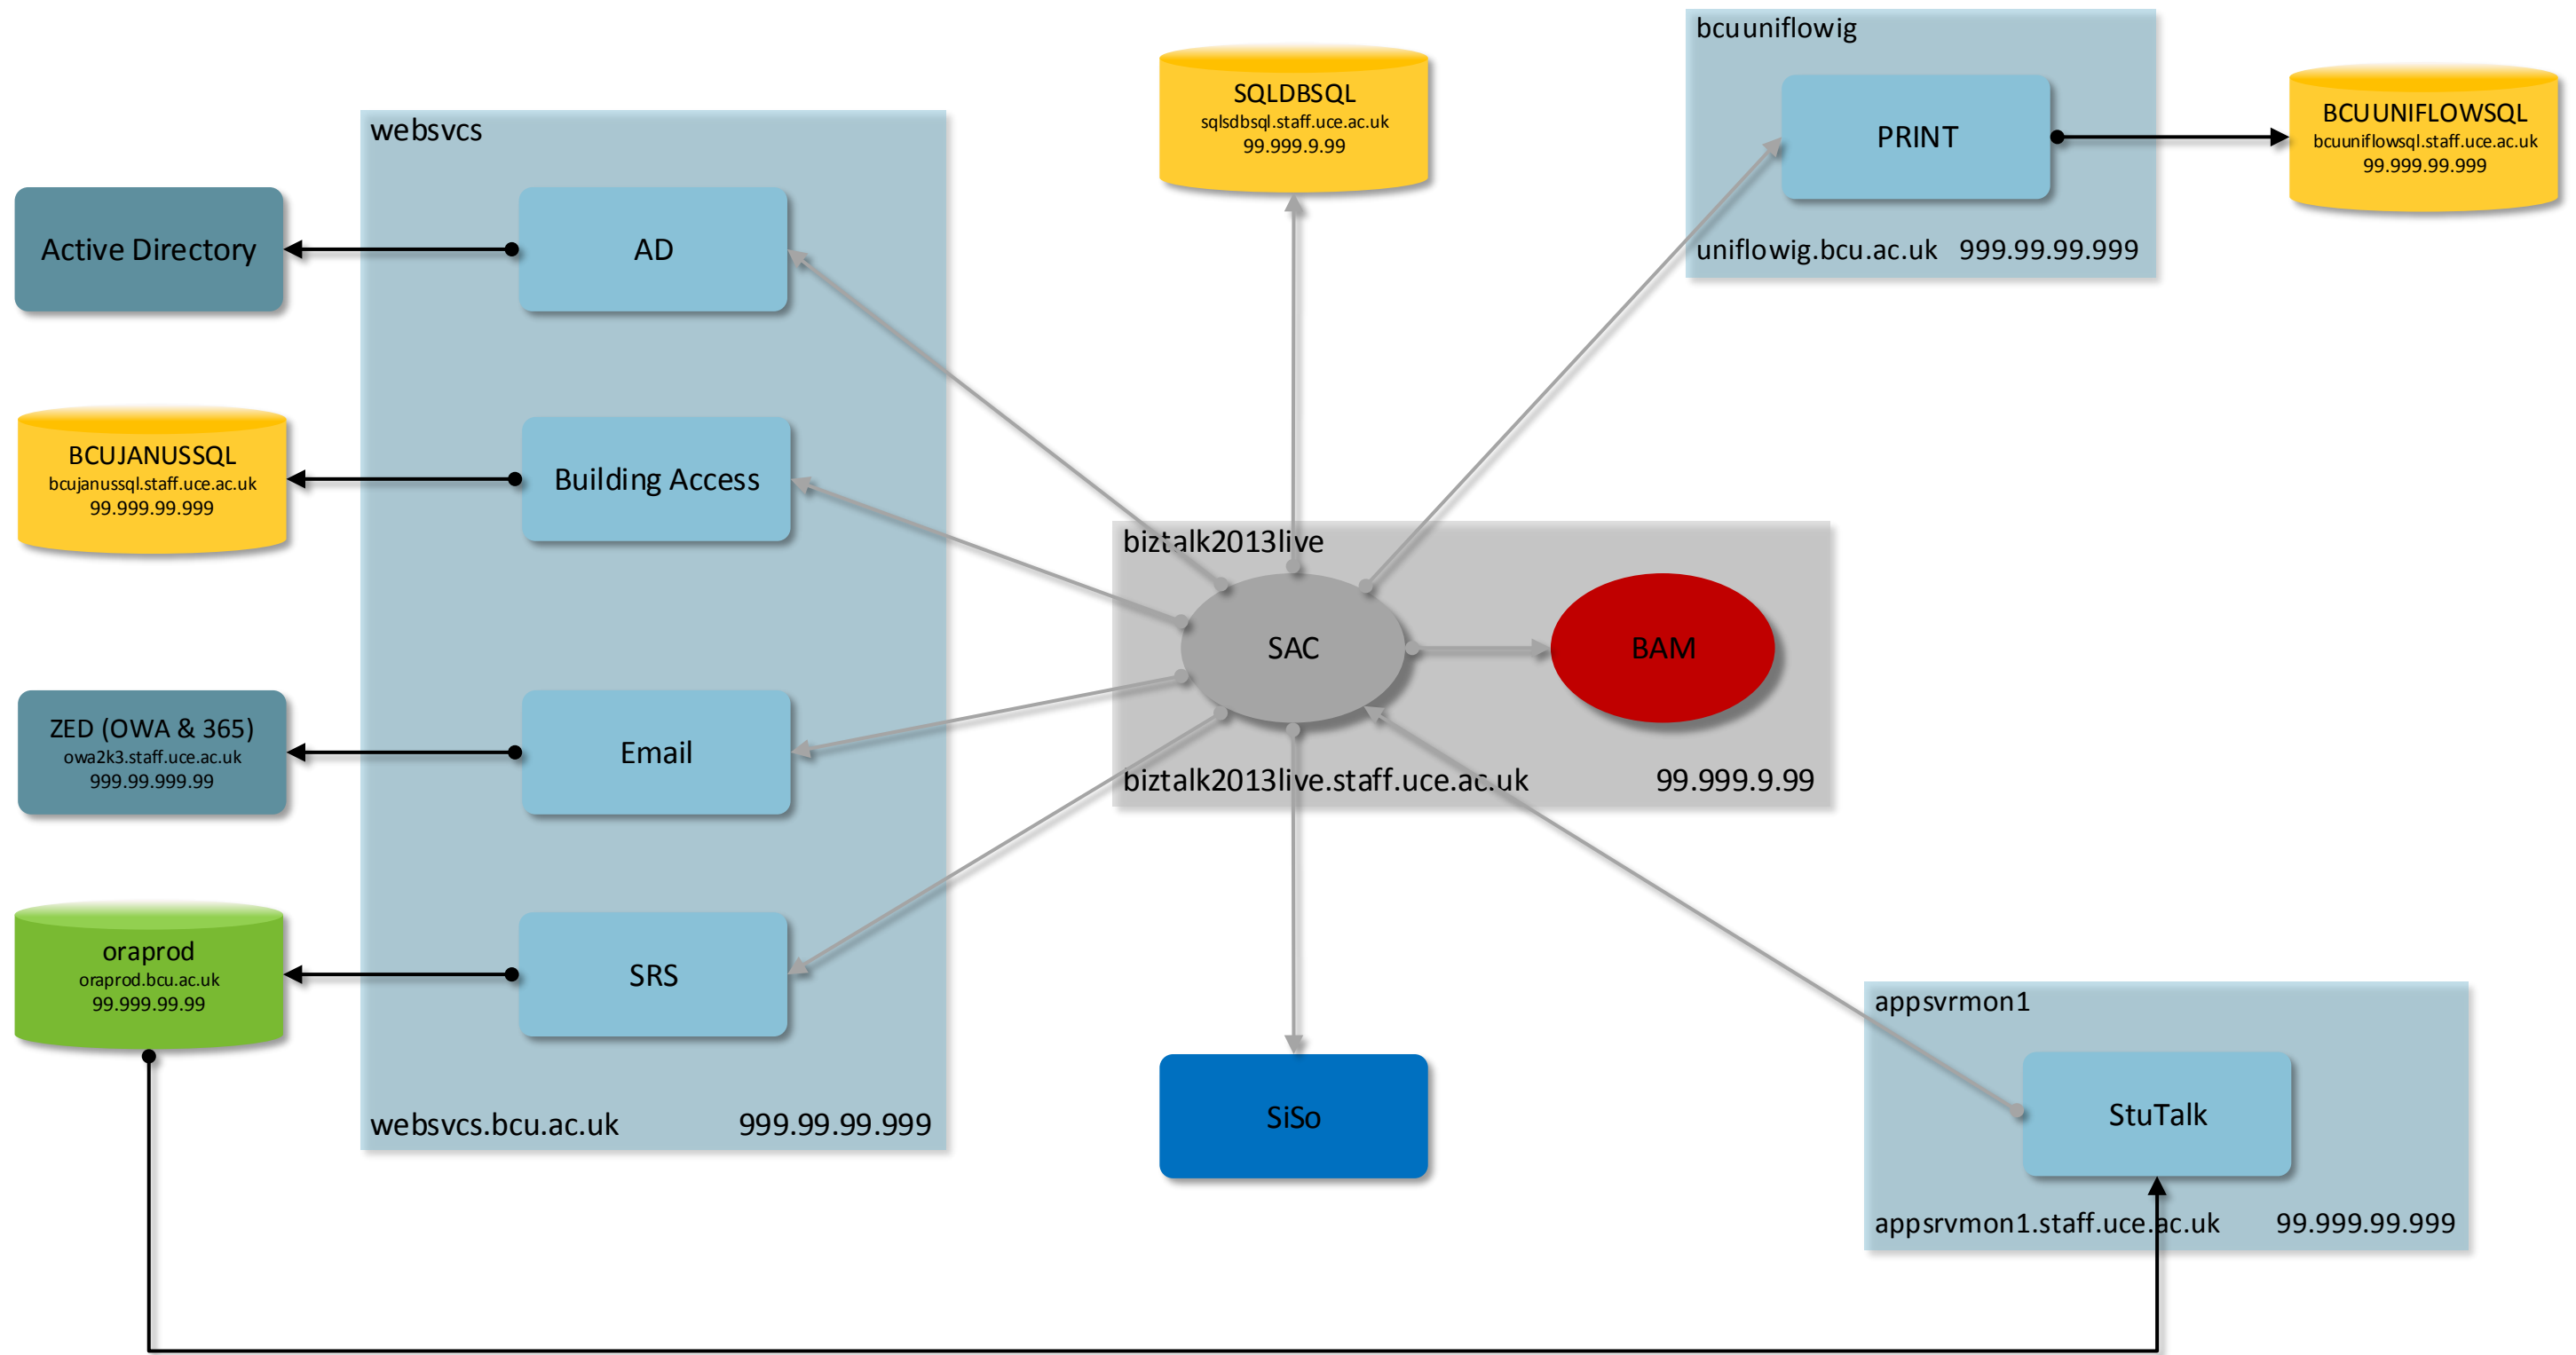 bcuuniflowig
PRINT
uniflowig.bcu.ac.uk 999.99.99.999
BCUUNIFLOWSQL
bcuuniflowsql.staff.uce.ac.uk
99.999.99.999
SQLDBSQL
sqlsdbsql.staff.uce.ac.uk
99.999.9.99
websvcs
Active Directory
AD
BCUJANUSSQL
bcujanussql.staff.uce.ac.uk
99.999.99.999
Building Access
ZED (OWA & 365)
owa2k3.staff.uce.ac.uk
999.99.999.99
Email
oraprod
oraprod.bcu.ac.uk
99.999.99.99
SRS
websvcs.bcu.ac.uk 999.99.99.999
biztalk2013live
SAC
BAM
biztalk2013live.staff.uce.ac.uk 99.999.9.99
SiSo
appsvrmon1
StuTalk
appsrvmon1.staff.uce.ac.uk 99.999.99.999